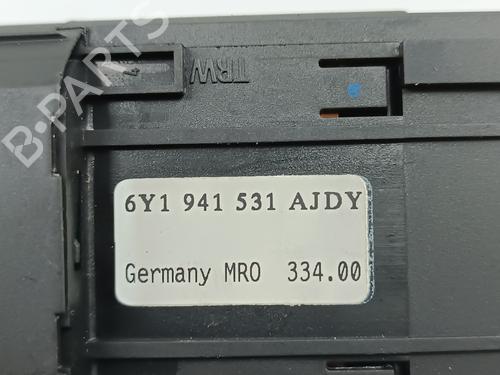 TRW
B-PARTS
6Y1 941 531 AJDY
Germany MRO 334.00